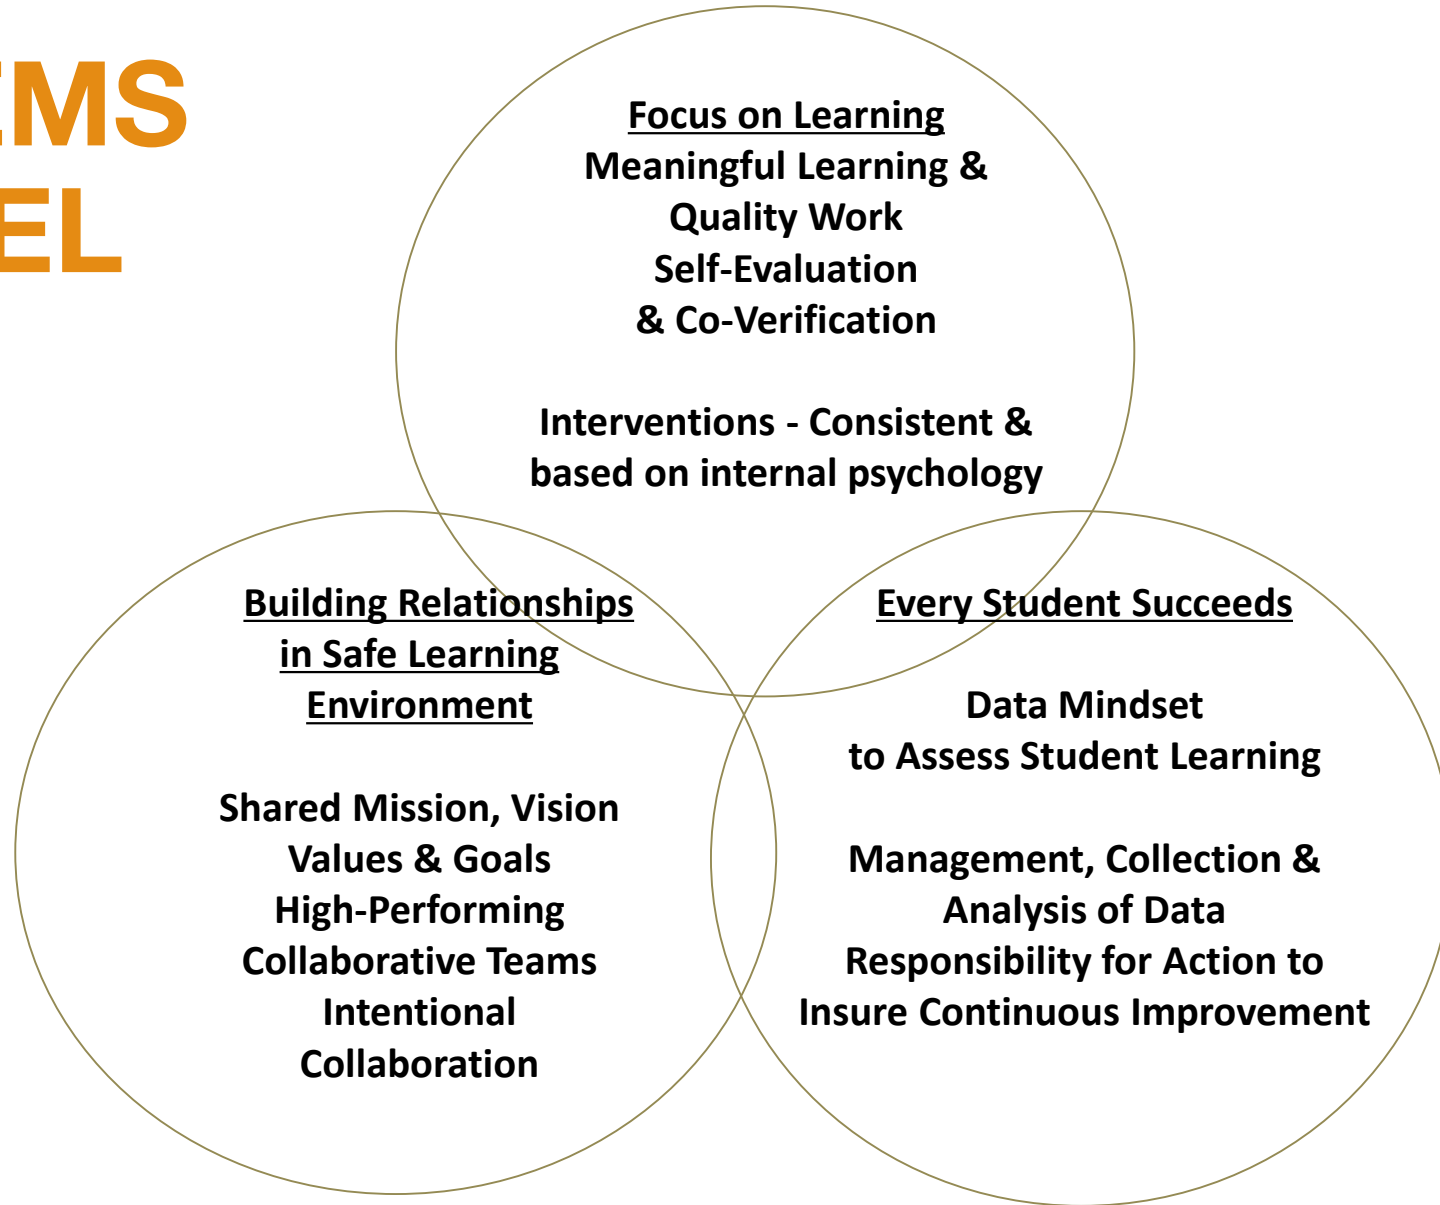 EMS
EL
Focus on Learning
Meaningful Learning &
Quality Work
Self-Evaluation
& Co-Verification
Interventions - Consistent &
based on internal psychology
Building Relationships
in Safe Learning
Environment
Shared Mission, Vision
Values & Goals
High-Performing
Collaborative Teams
Intentional
Collaboration
Every Student Succeeds
Data Mindset
to Assess Student Learning
Management, Collection &
Analysis of Data
Responsibility for Action to
Insure Continuous Improvement